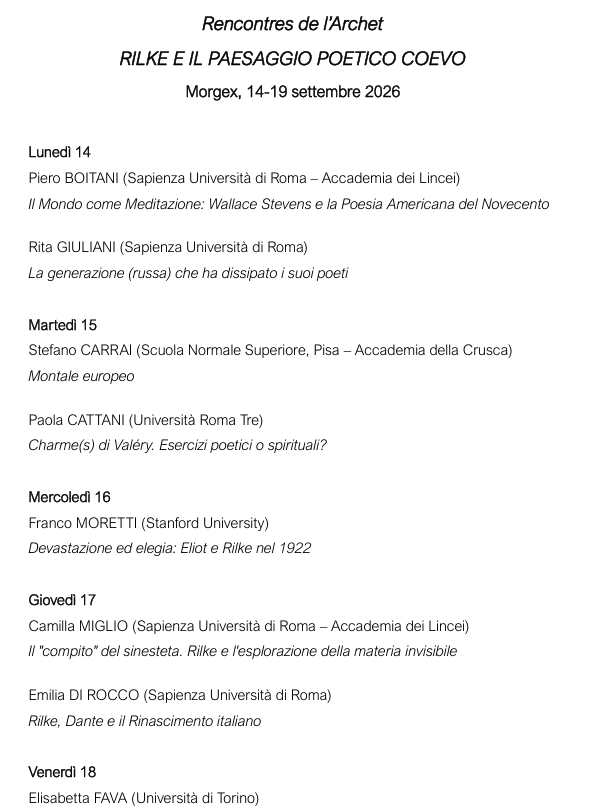 Rencontres de l'Archet
RILKE E IL PAESAGGIO POETICO COEVO
Morgex, 14-19 settembre 2026
Lunedì 14
Piero BOITANI (Sapienza Università di Roma – Accademia dei Lincei)
Il Mondo come Meditazione: Wallace Stevens e la Poesia Americana del Novecento
Rita GIULIANI (Sapienza Università di Roma)
La generazione (russa) che ha dissipato i suoi poeti
Martedì 15
Stefano CARRAI (Scuola Normale Superiore, Pisa – Accademia della Crusca)
Montale europeo
Paola CATTANI (Università Roma Tre)
Charme(s) di Valéry. Esercizi poetici o spirituali?
Mercoledì 16
Franco MORETTI (Stanford University)
Devastazione ed elegia: Eliot e Rilke nel 1922
Giovedì 17
Camilla MIGLIO (Sapienza Università di Roma – Accademia dei Lincei)
Il "compito" del sinesteta. Rilke e l'esplorazione della materia invisibile
Emilia DI ROCCO (Sapienza Università di Roma)
Rilke, Dante e il Rinascimento italiano
Venerdì 18
Elisabetta FAVA (Università di Torino)